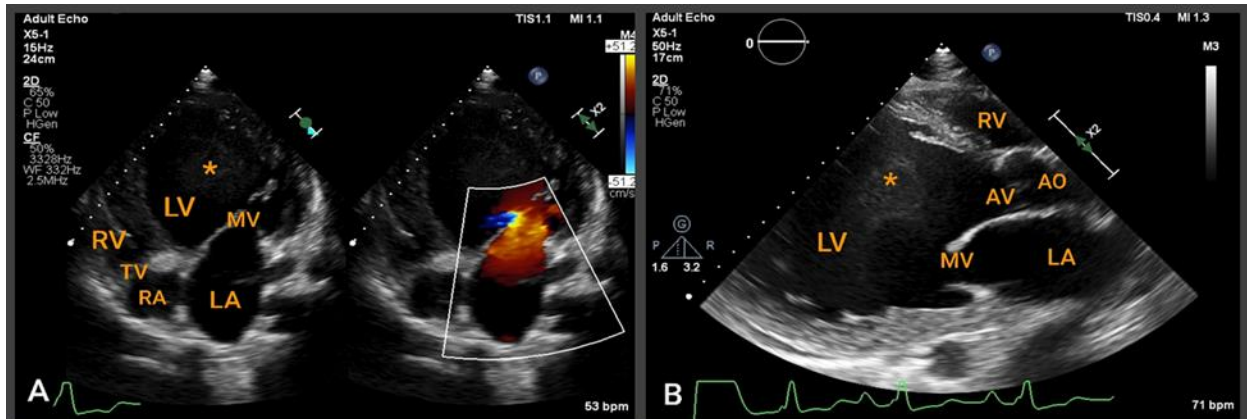 Adult Echo
TIS1.1 MI 1.1
X5-1
15Hz
24cm
M4
+51.2
2D
65%
C 50
P Low
HGen
CF
50%
3328Hz
WF 332Hz
2.5MHz
P
X2
-51.2
cm/s
*
LV
MV
RV
TV
RA
LA
A
53 bpm
Adult Echo
TIS0.4 MI 1.3
X5-1
50Hz
17cm
M3
0
P
2D
71%
C 50
P Low
HGen
RV
X2
*
AV
AO
G
P R
1.6 3.2
LV
MV
LA
B
71 bpm